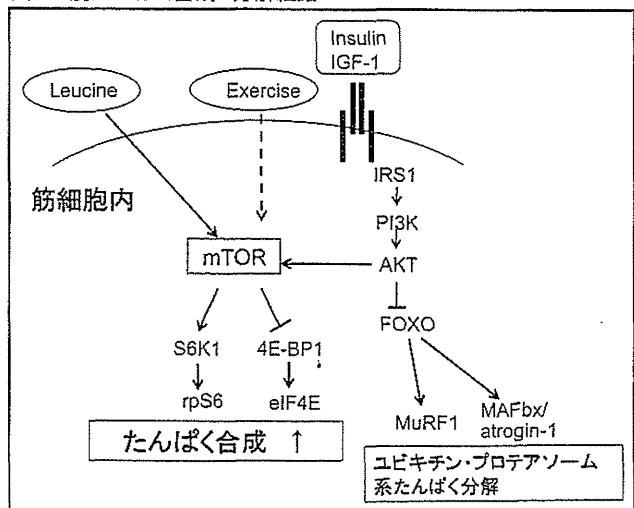 Insulin
IGF-1
Leucine
Exercise
IRS1
筋細胞内
PI3K
mTOR
AKT
FOXO
S6K1
4E-BP1
rpS6
eIF4E
MuRF1
MAFbx/
atrogin-1
たんぱく合成 ↑
ユビキチン・プロテアソーム
系たんぱく分解